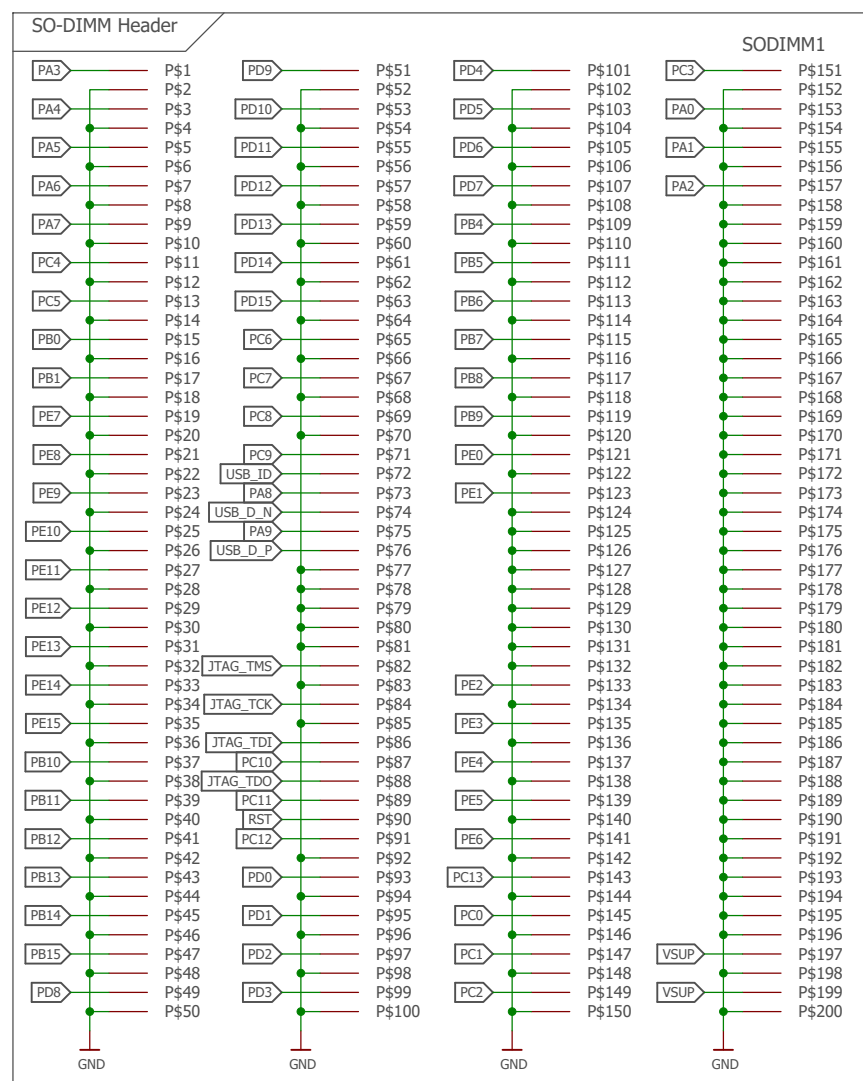 SO-DIMM Header
SODIMM1
PA3 P$1
P$2
PA4 P$3
P$4
PA5 P$5
P$6
PA6 P$7
P$8
PA7 P$9
P$10
PC4 P$11
P$12
PC5 P$13
P$14
PB0 P$15
P$16
PB1 P$17
P$18
PE7 P$19
P$20
PE8 P$21
P$22
PE9 P$23
P$24
PE10 P$25
P$26
PE11 P$27
P$28
PE12 P$29
P$30
PE13 P$31
P$32
PE14 P$33
P$34
PE15 P$35
P$36
PB10 P$37
P$38
PB11 P$39
P$40
PB12 P$41
P$42
PB13 P$43
P$44
PB14 P$45
P$46
PB15 P$47
P$48
PD8 P$49
P$50
GND
PD9 P$51
P$52
PD10 P$53
P$54
PD11 P$55
P$56
PD12 P$57
P$58
PD13 P$59
P$60
PD14 P$61
P$62
PD15 P$63
P$64
PC6 P$65
P$66
PC7 P$67
P$68
PC8 P$69
P$70
PC9 P$71
USB_ID P$72
PA8 P$73
USB_D_N P$74
PA9 P$75
USB_D_P P$76
P$77
P$78
P$79
P$80
P$81
JTAG_TMS P$82
P$83
JTAG_TCK P$84
P$85
JTAG_TDI P$86
PC10 P$87
JTAG_TDO P$88
PC11 P$89
RST P$90
PC12 P$91
P$92
PD0 P$93
P$94
PD1 P$95
P$96
PD2 P$97
P$98
PD3 P$99
P$100
GND
PD4 P$101
P$102
PD5 P$103
P$104
PD6 P$105
P$106
PD7 P$107
P$108
PB4 P$109
P$110
PB5 P$111
P$112
PB6 P$113
P$114
PB7 P$115
P$116
PB8 P$117
P$118
PB9 P$119
P$120
PE0 P$121
P$122
PE1 P$123
P$124
P$125
P$126
P$127
P$128
P$129
P$130
P$131
P$132
PE2 P$133
P$134
PE3 P$135
P$136
PE4 P$137
P$138
PE5 P$139
P$140
PE6 P$141
P$142
PC13 P$143
P$144
PC0 P$145
P$146
PC1 P$147
P$148
PC2 P$149
P$150
GND
PC3 P$151
P$152
PA0 P$153
P$154
PA1 P$155
P$156
PA2 P$157
P$158
P$159
P$160
P$161
P$162
P$163
P$164
P$165
P$166
P$167
P$168
P$169
P$170
P$171
P$172
P$173
P$174
P$175
P$176
P$177
P$178
P$179
P$180
P$181
P$182
P$183
P$184
P$185
P$186
P$187
P$188
P$189
P$190
P$191
P$192
P$193
P$194
P$195
P$196
VSUP P$197
P$198
VSUP P$199
P$200
GND